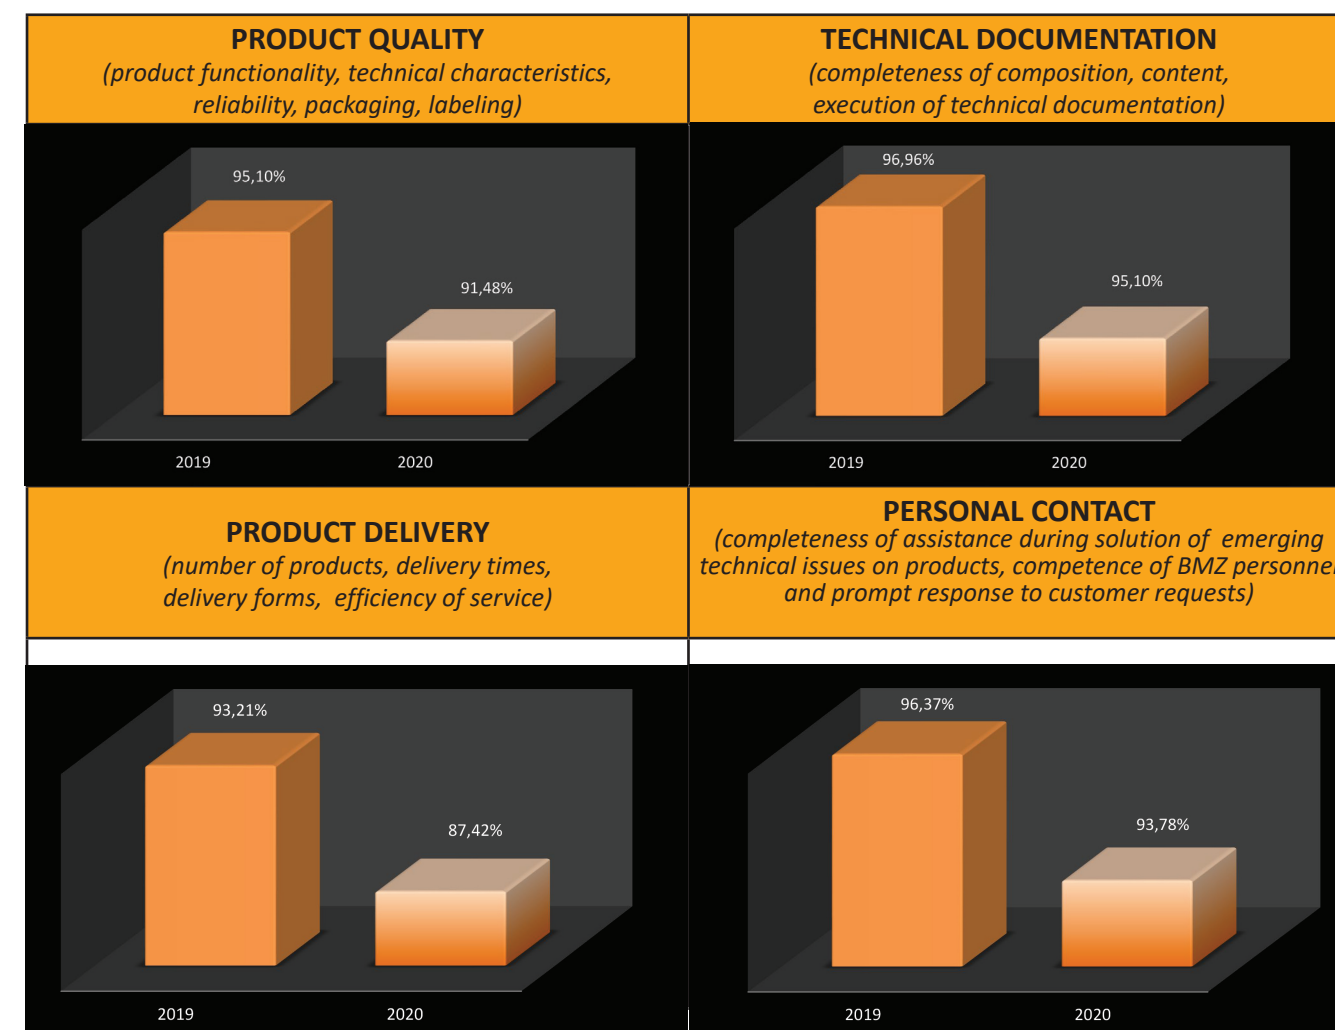 PRODUCT QUALITY
(product functionality, technical characteristics,
reliability, packaging, labeling)
95,10%
91,48%
2019
2020
TECHNICAL DOCUMENTATION
(completeness of composition, content,
execution of technical documentation)
96,96%
95,10%
2019
2020
PRODUCT DELIVERY
(number of products, delivery times,
delivery forms, efficiency of service)
93,21%
87,42%
2019
2020
PERSONAL CONTACT
(completeness of assistance during solution of emerging
technical issues on products, competence of BMZ personnel
and prompt response to customer requests)
96,37%
93,78%
2019
2020